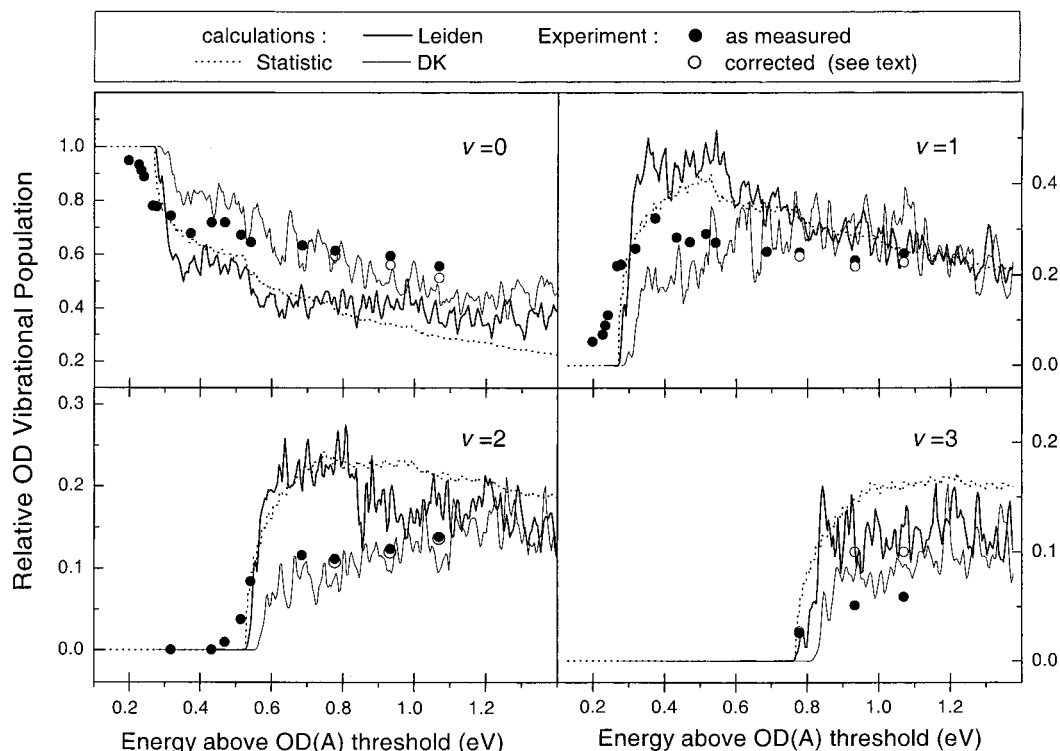 calculations : Leiden Experiment : as measured
Statistic DK corrected (see text)
Relative OD Vibrational Population
v =0
1.0
0.8
0.6
0.4
0.2
v =1
0.4
0.2
0.0
v =2
0.3
0.2
0.1
0.0
v =3
0.2
0.1
0.0
0.2 0.4 0.6 0.8 1.0 1.2
0.2 0.4 0.6 0.8 1.0 1.2
Energy above OD(A) threshold (eV)
Energy above OD(A) threshold (eV)